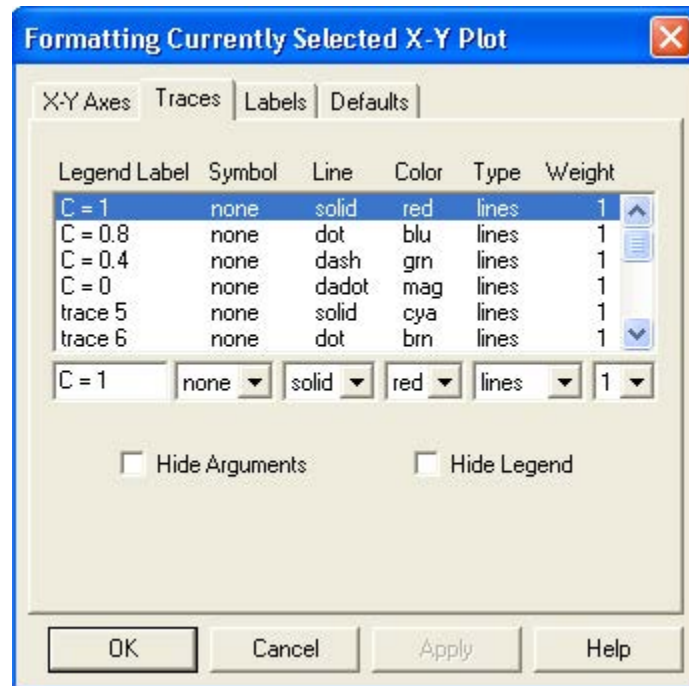 Formatting Currently Selected X-Y Plot
X-Y Axes Traces Labels Defaults
Legend Label Symbol Line Color Type Weight
C = 1 none solid red lines 1
C = 0.8 none dot blu lines 1
C = 0.4 none dash grn lines 1
C = 0 none dadot mag lines 1
trace 5 none solid cya lines 1
trace 6 none dot brn lines 1
C = 1 none solid red lines 1
Hide Arguments Hide Legend
OK Cancel Apply Help